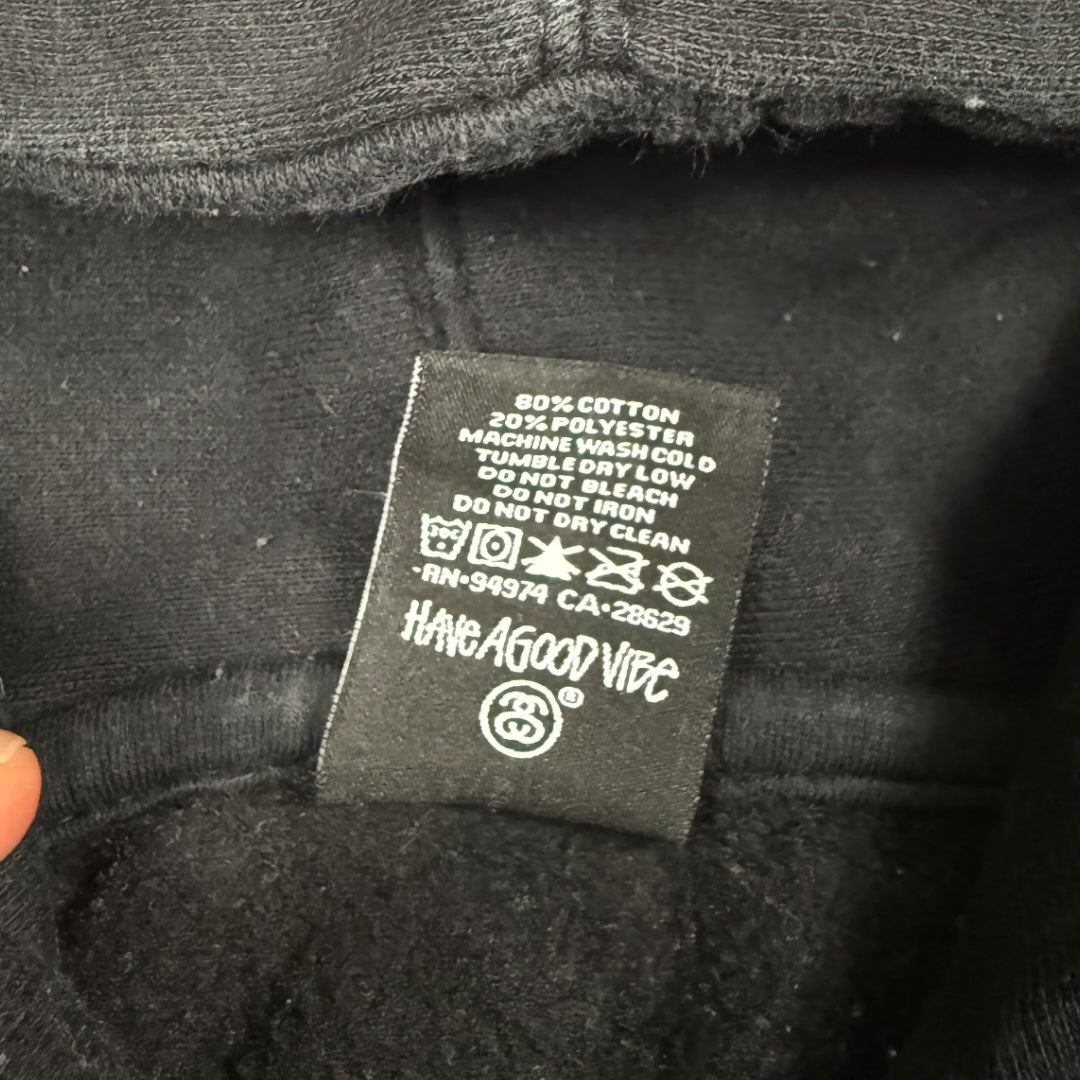 80% COTTON
20% POLYESTER
MACHINE WASH COLD
TUMBLE DRY LOW
DO NOT BLEACH
DO NOT IRON
DO NOT DRY CLEAN
30C
RN•94974 CA•28629
HAVE A GOOD VIBE
®